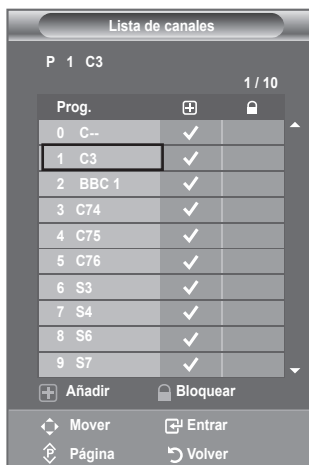 Lista de canales
P 1 C3
1 / 10
Prog.
0 C--
1 C3
2 BBC 1
3 C74
4 C75
5 C76
6 S3
7 S4
8 S6
9 S7
Añadir Bloquear
Mover Entrar
Página Volver